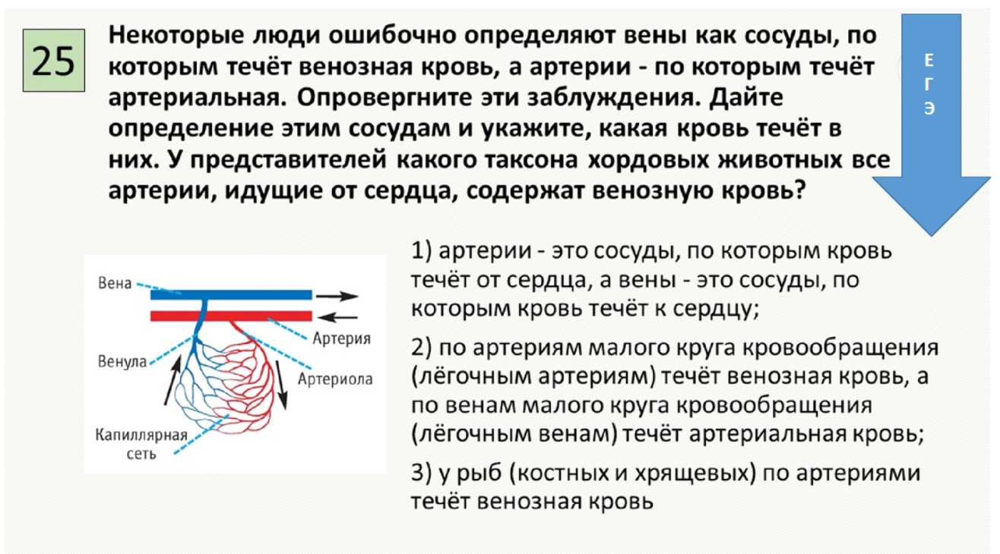 25
Некоторые люди ошибочно определяют вены как сосуды, по
которым течёт венозная кровь, а артерии - по которым течёт
артериальная. Опровергните эти заблуждения. Дайте
определение этим сосудам и укажите, какая кровь течёт в
них. У представителей какого таксона хордовых животных все
артерии, идущие от сердца, содержат венозную кровь?
Е
Г
Э
Вена
Артерия
Венула
Артериола
Капиллярная
сеть
1) артерии - это сосуды, по которым кровь
течёт от сердца, а вены - это сосуды, по
которым кровь течёт к сердцу;
2) по артериям малого круга кровообращения
(лёгочным артериям) течёт венозная кровь, а
по венам малого круга кровообращения
(лёгочным венам) течёт артериальная кровь;
3) у рыб (костных и хрящевых) по артериями
течёт венозная кровь